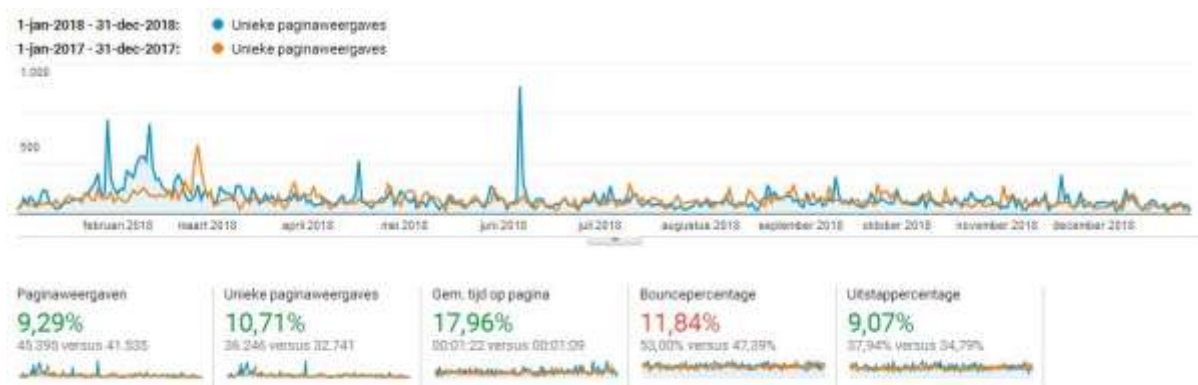 1-jan-2018 - 31-dec-2018: Unieke paginaweergaves
1-jan-2017 - 31-dec-2017: Unieke paginaweergaves
1.000
500
februari 2018 maart 2018 april 2018 mei 2018 juni 2018 juli 2018 augustus 2018 september 2018 oktober 2018 november 2018 december 2018
Paginaweergaven Unieke paginaweergaves Gem. tijd op pagina Bouncepercentage Uitstappercentage
9,29% 10,71% 17,96% 11,84% 9,07%
45.395 versus 41.535 36.246 versus 32.741 00:01:22 versus 00:01:09 53,00% versus 47,39% 37,94% versus 34,79%